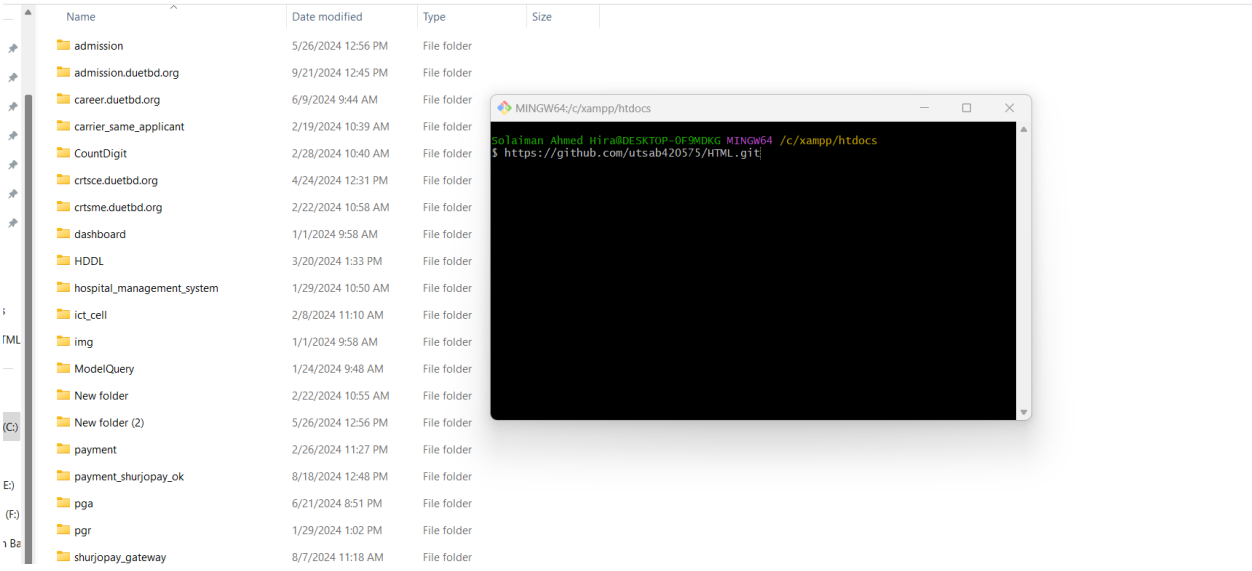 Name Date modified Type Size
admission 5/26/2024 12:56 PM File folder
admission.duetbd.org 9/21/2024 12:45 PM File folder
career.duetbd.org 6/9/2024 9:44 AM File folder
carrier_same_applicant 2/19/2024 10:39 AM File folder
CountDigit 2/28/2024 10:40 AM File folder
crtsce.duetbd.org 4/24/2024 12:31 PM File folder
crtsme.duetbd.org 2/22/2024 10:58 AM File folder
dashboard 1/1/2024 9:58 AM File folder
HDDL 3/20/2024 1:33 PM File folder
hospital_management_system 1/29/2024 10:50 AM File folder
ict_cell 2/8/2024 11:10 AM File folder
img 1/1/2024 9:58 AM File folder
ModelQuery 1/24/2024 9:48 AM File folder
New folder 2/22/2024 10:55 AM File folder
New folder (2) 5/26/2024 12:56 PM File folder
payment 2/26/2024 11:27 PM File folder
payment_shurjopay_ok 8/18/2024 12:48 PM File folder
pga 6/21/2024 8:51 PM File folder
pgr 1/29/2024 1:02 PM File folder
shurjopay_gateway 8/7/2024 11:18 AM File folder
(C:)
E:)
(F:)
MINGW64:/c/xampp/htdocs
Solaiman Ahmed Hira@DESKTOP-0F9MDKG MINGW64 /c/xampp/htdocs
$ https://github.com/utsab420575/HTML.git